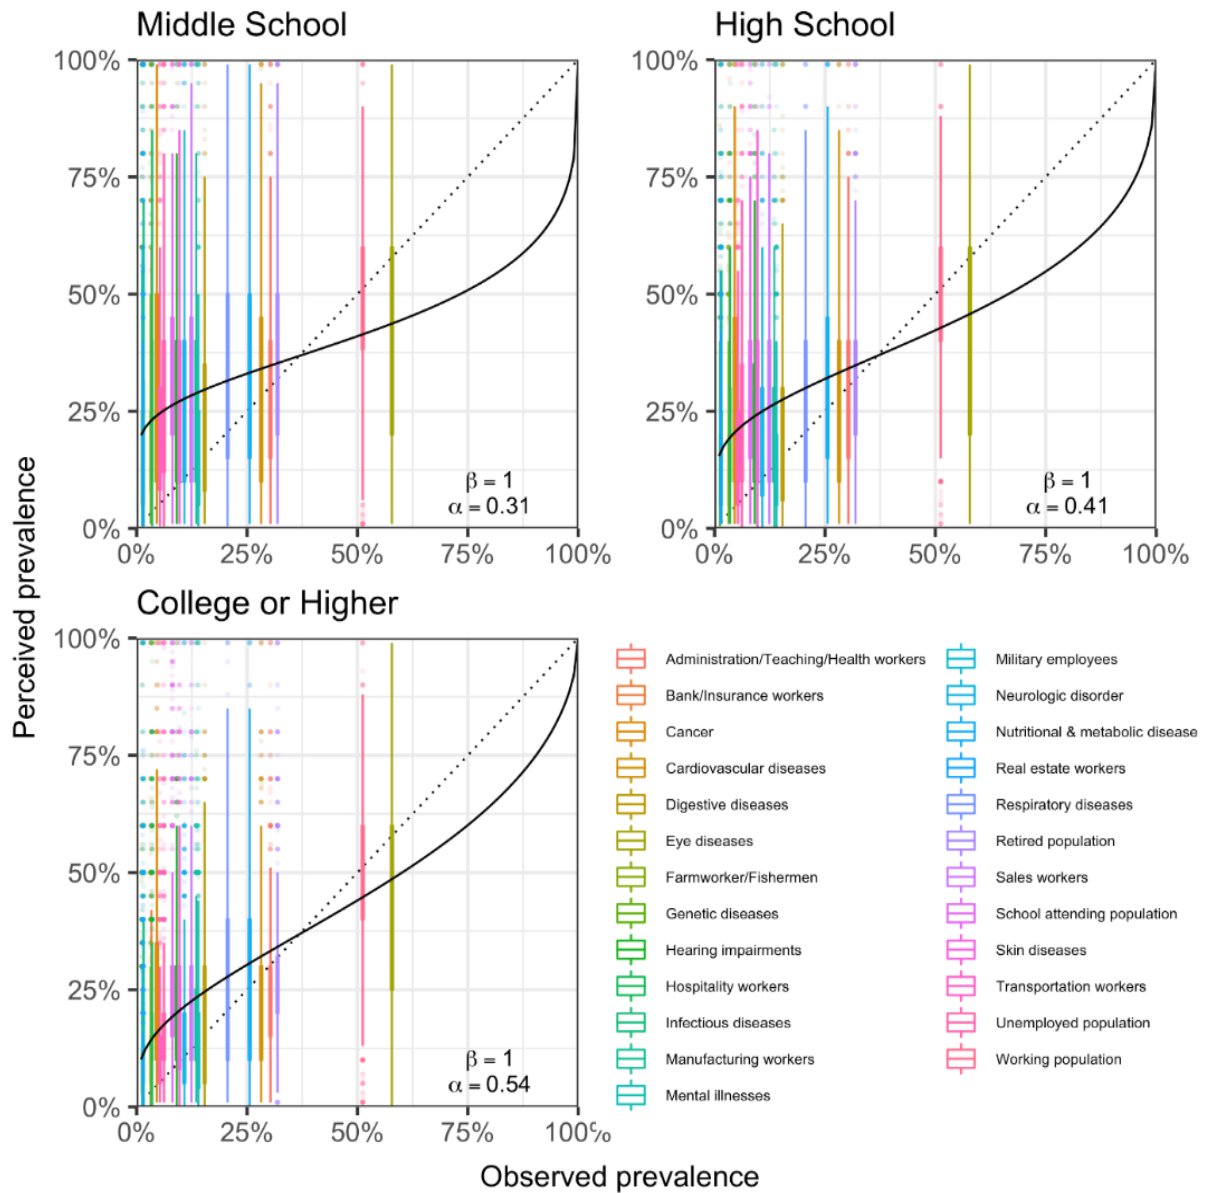 Middle School
High School
100%
75%
50%
25%
0%
β = 1
α = 0.31
0%
25%
50%
75%
100%
100%
75%
50%
25%
0%
β = 1
α = 0.41
0%
25%
50%
75%
100%
Perceived prevalence
College or Higher
100%
75%
50%
25%
0%
β = 1
α = 0.54
0%
25%
50%
75%
100%
Administration/Teaching/Health workers
Bank/Insurance workers
Cancer
Cardiovascular diseases
Digestive diseases
Eye diseases
Farmworker/Fishermen
Genetic diseases
Hearing impairments
Hospitality workers
Infectious diseases
Manufacturing workers
Mental illnesses
Military employees
Neurologic disorder
Nutritional & metabolic disease
Real estate workers
Respiratory diseases
Retired population
Sales workers
School attending population
Skin diseases
Transportation workers
Unemployed population
Working population
Observed prevalence